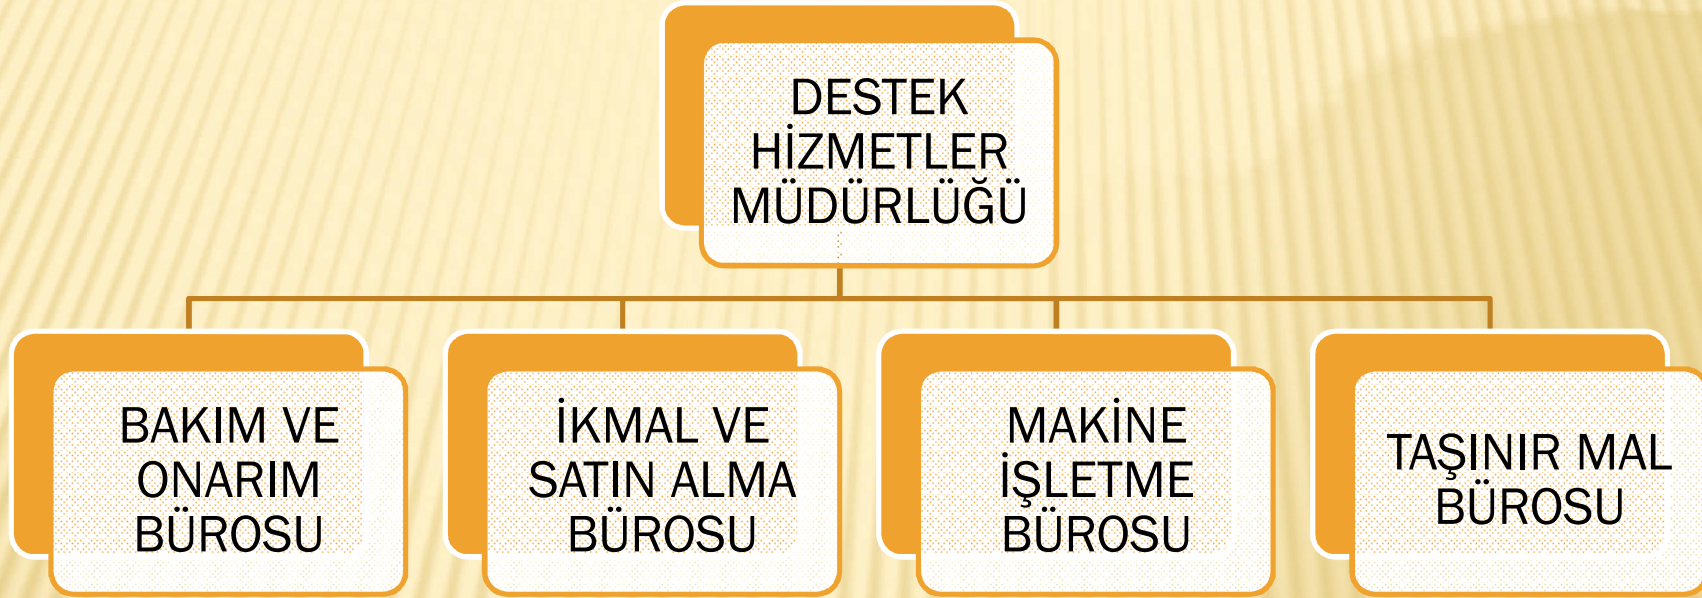 DESTEK
HİZMETLER
MÜDÜRLÜĞÜ
BAKIM VE
ONARIM
BÜROSU
İKMAL VE
SATIN ALMA
BÜROSU
MAKİNE
İŞLETME
BÜROSU
TAŞINIR MAL
BÜROSU